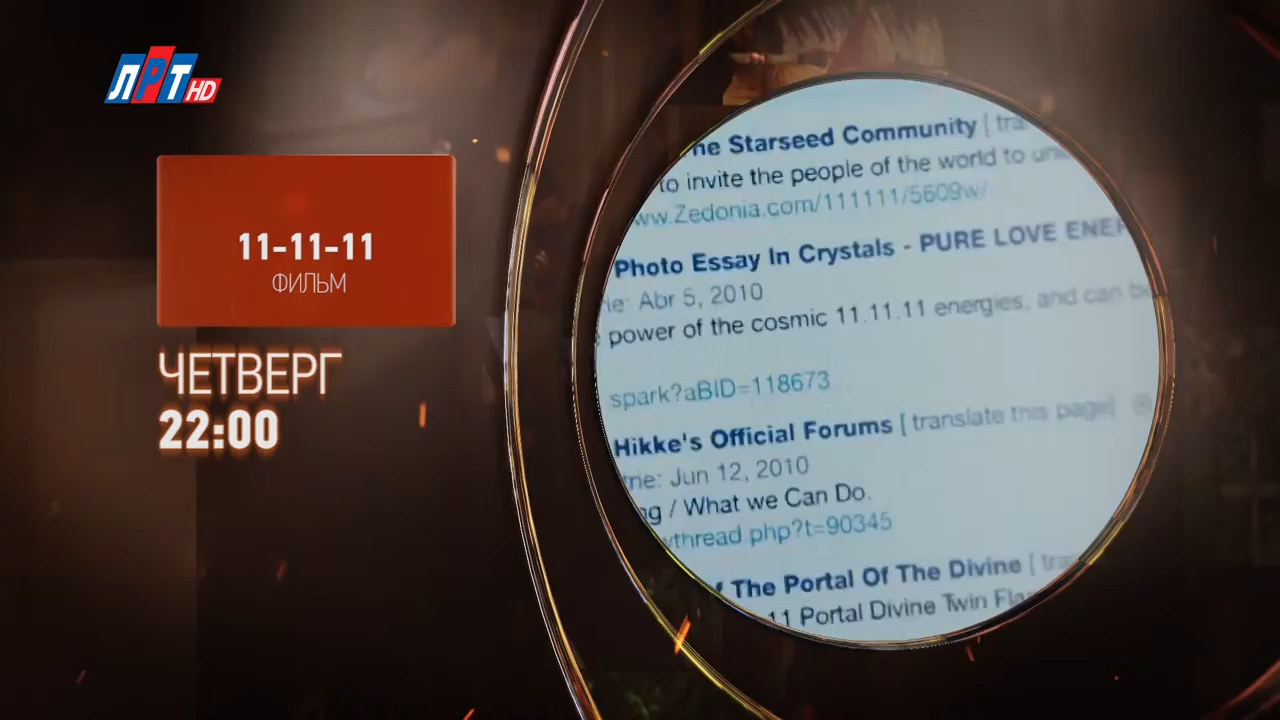 ЛРТ HD
11-11-11
ФИЛЬМ
ЧЕТВЕРГ
22:00
Starseed Community [
to invite the people of the world to
ww.Zedonia.com/111111/5609w/
Photo Essay In Crystals - PURE LOVE
Abr 5, 2010
power of the cosmic 11.11.11 energies, and can
spark?aBID=118673
Hikke's Official Forums [ translate this page]
Jun 12, 2010
/ What we Can Do.
thread.php?t=90345
The Portal Of The Divine [
11 Portal Divine Twin